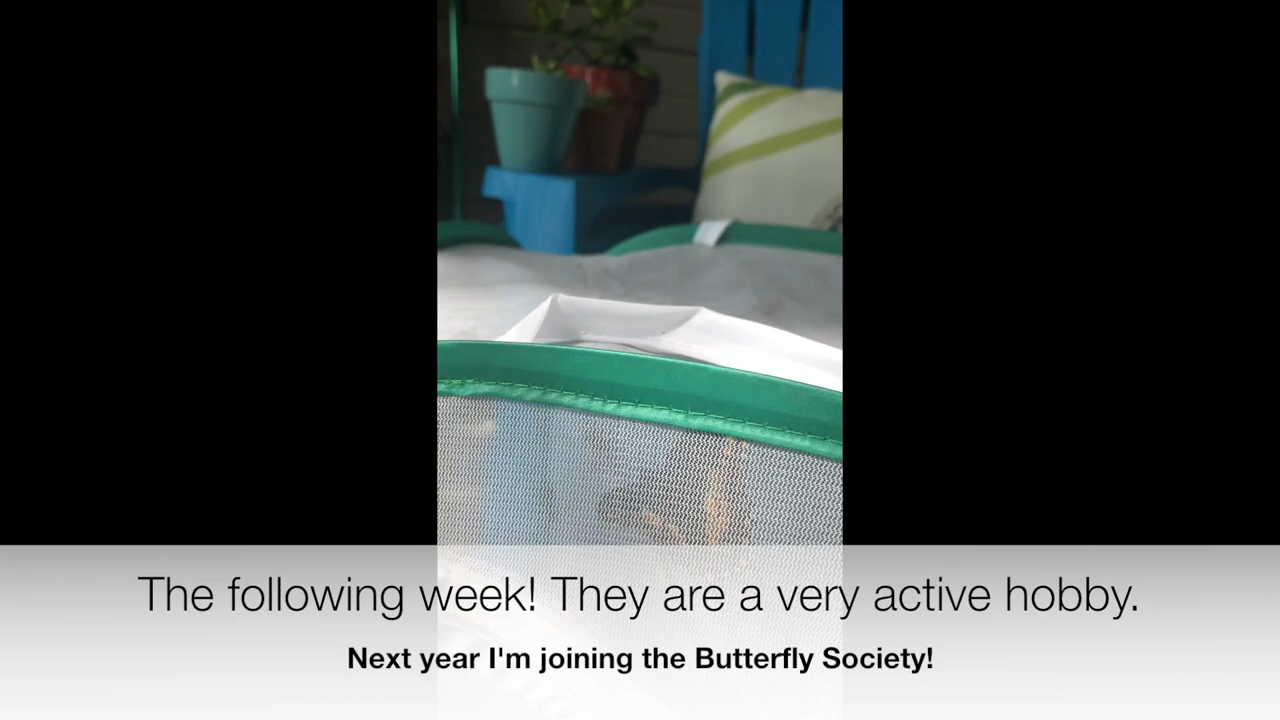 The following week! They are a very active hobby.
Next year I'm joining the Butterfly Society!